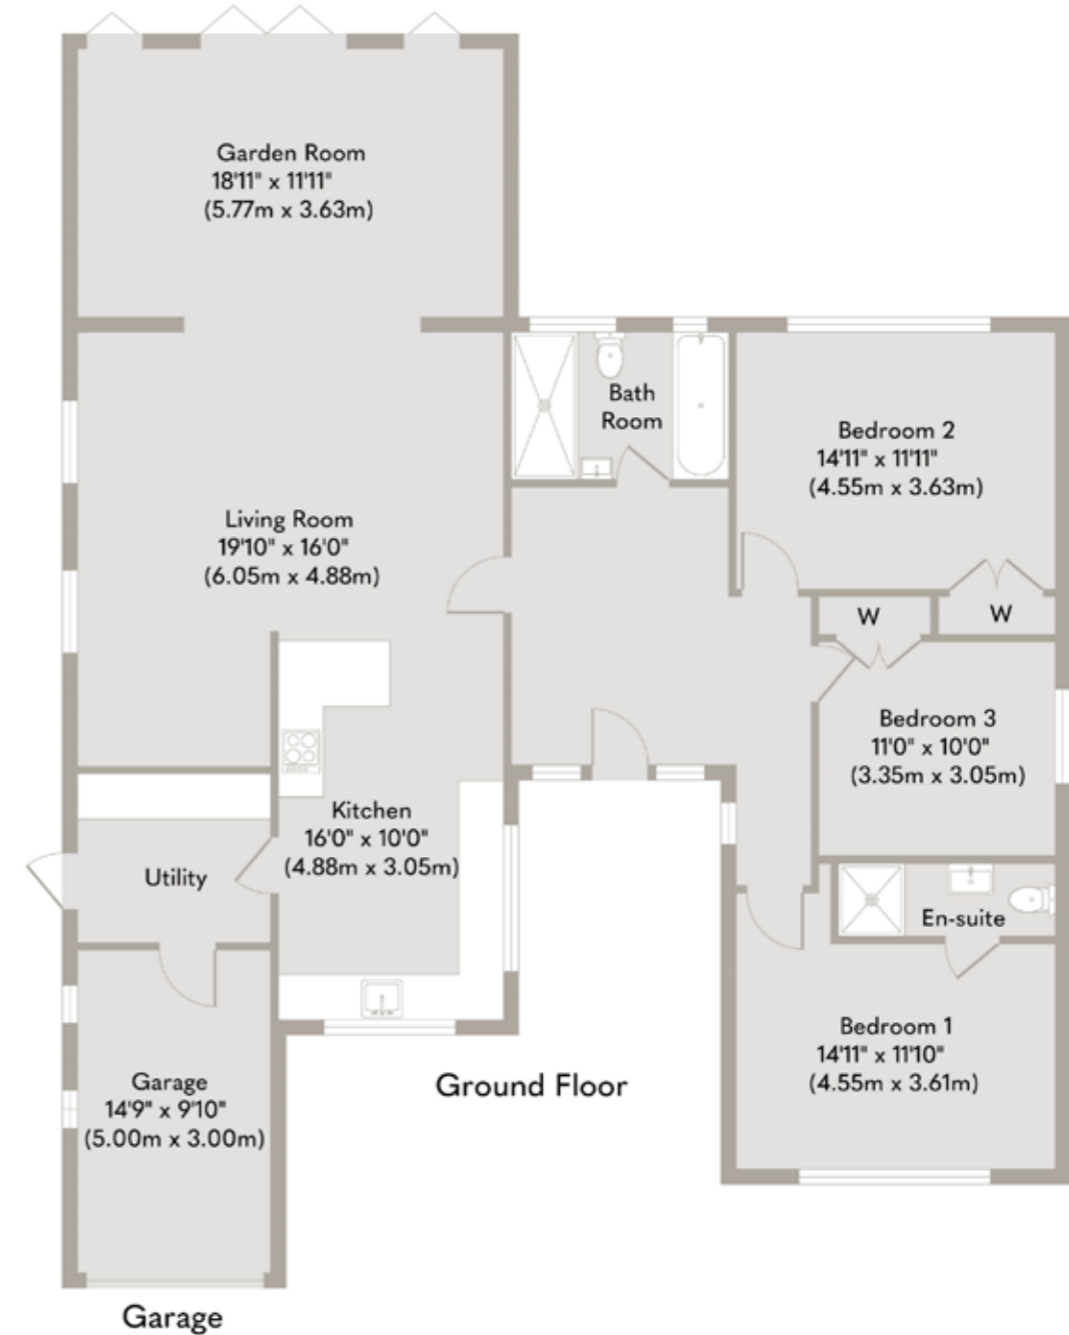 Garden Room
18'11" x 11'11"
(5.77m x 3.63m)
Bath
Room
Bedroom 2
14'11" x 11'11"
(4.55m x 3.63m)
Living Room
19'10" x 16'0"
(6.05m x 4.88m)
W
W
Bedroom 3
11'0" x 10'0"
(3.35m x 3.05m)
Kitchen
16'0" x 10'0"
(4.88m x 3.05m)
Utility
En-suite
Bedroom 1
14'11" x 11'10"
(4.55m x 3.61m)
Garage
14'9" x 9'10"
(5.00m x 3.00m)
Ground Floor
Garage